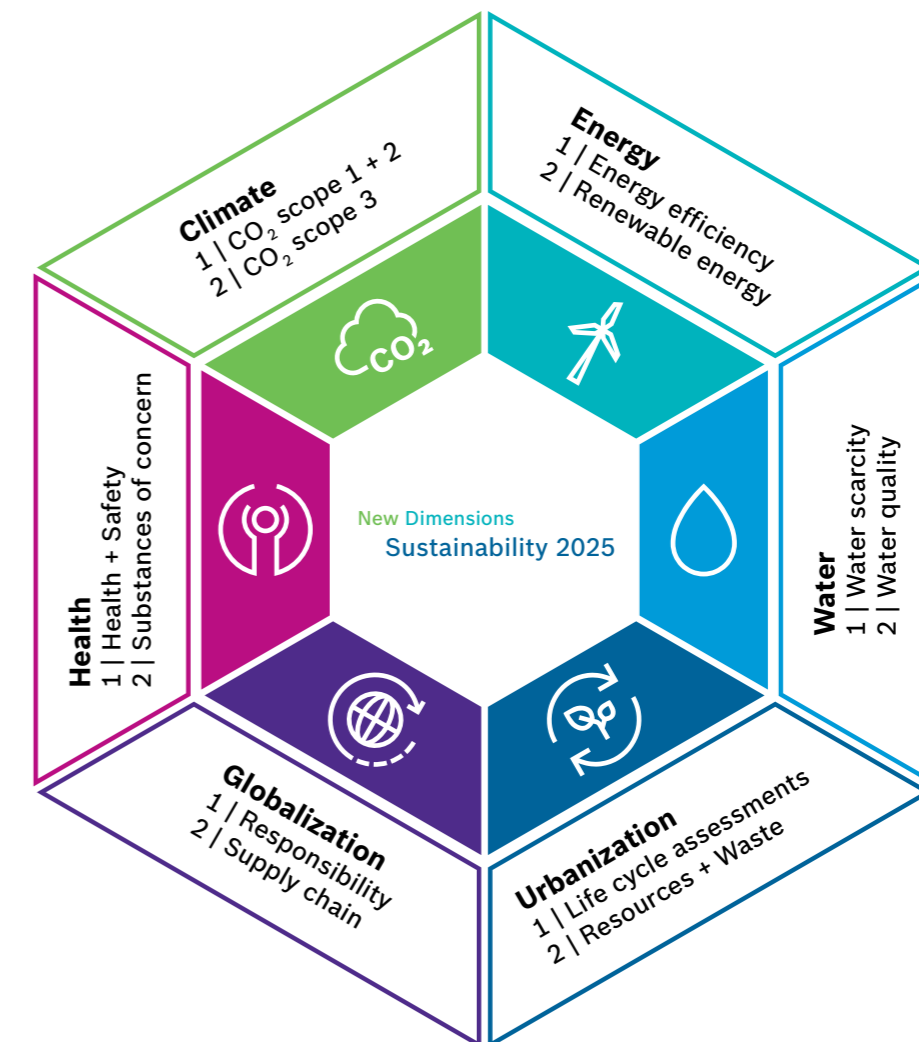 Climate
1 | CO₂ scope 1 + 2
2 | CO₂ scope 3
Energy
1 | Energy efficiency
2 | Renewable energy
Water
1 | Water scarcity
2 | Water quality
Urbanization
1 | Life cycle assessments
2 | Resources + Waste
Globalization
1 | Responsibility
2 | Supply chain
Health
1 | Health + Safety
2 | Substances of concern
CO₂
New Dimensions
Sustainability 2025